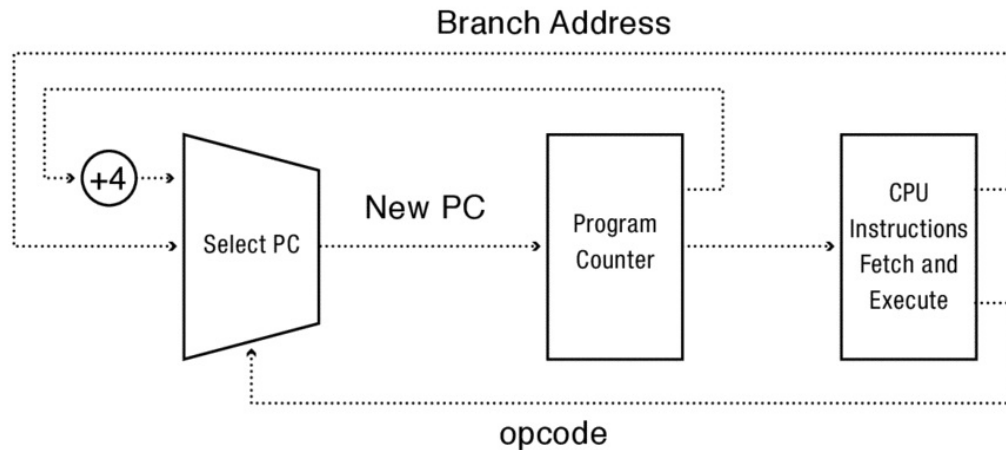 Branch Address
+4
Select PC
New PC
Program
Counter
CPU
Instructions
Fetch and
Execute
opcode